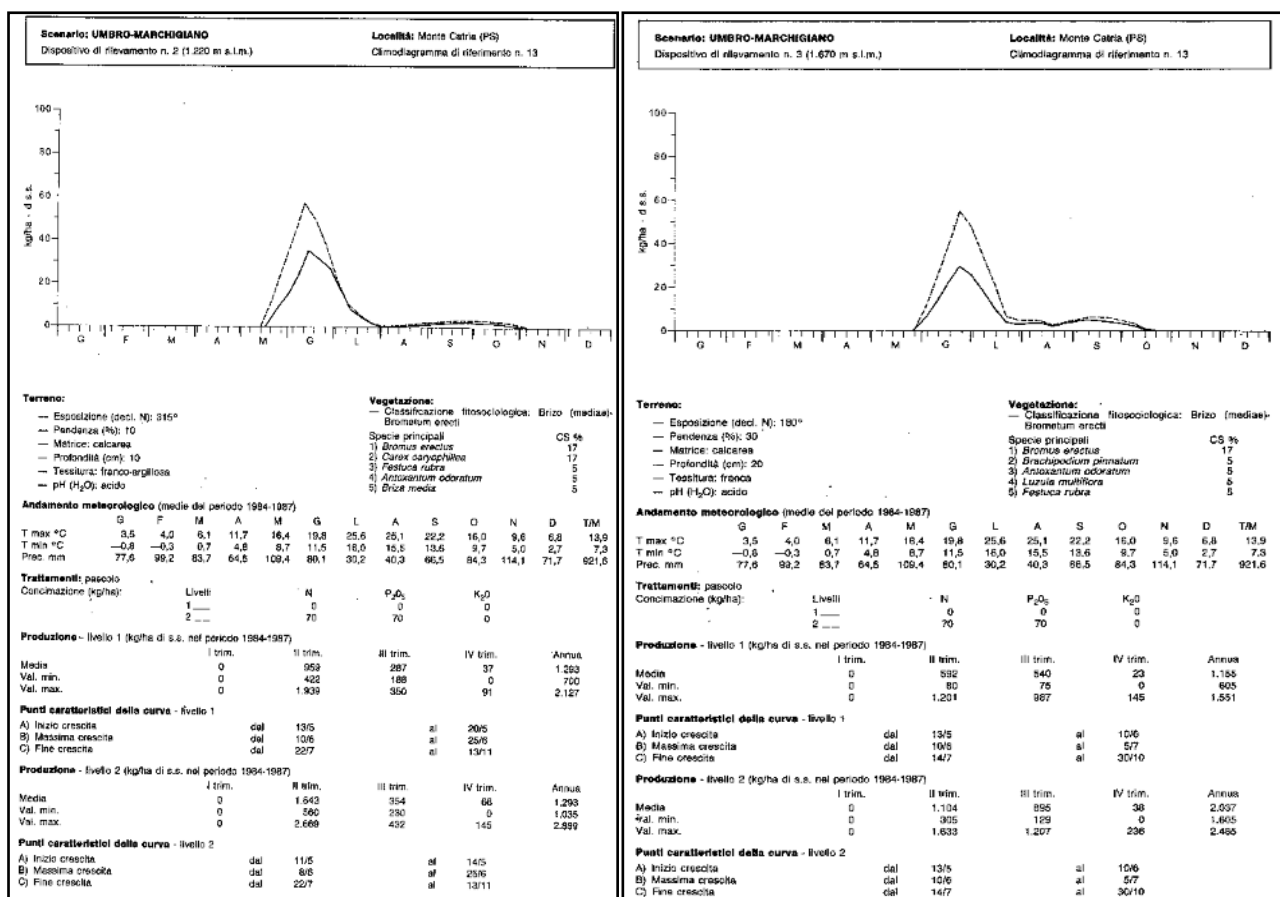 Scenario: UMBRO-MARCHIGIANO Località: Monte Catria (PS)
Dispositivo di rilevamento n. 2 (1.220 m s.l.m.) Climodiagramma di riferimento n. 13
100
80
60
40
20
0
kg/ha - d s.s.
G F M A M G L A S O N D
Terreno:
— Esposizione (decl. N): 315°
— Pendenza (%): 10
— Matrice: calcarea
— Profondità (cm): 10
— Tessitura: franco-argillosa
— pH (H2O): acido
Vegetazione:
— Classificazione fitosociologica: Brizo (mediae)-
Brometum erecti
Specie principali CS %
1) Bromus erectus 17
2) Carex caryophillea 17
3) Festuca rubra 5
4) Antoxantum odoratum 5
5) Briza media 5
Andamento meteorologico (medie del periodo 1984-1987)
G F M A M G L A S O N D T/M
T max °C 3,5 4,0 6,1 11,7 16,4 19,8 25,6 25,1 22,2 16,0 9,6 6,8 13,9
T min °C —0,8 —0,3 0,7 4,8 8,7 11,5 16,0 15,5 13,6 9,7 5,0 2,7 7,3
Prec. mm 77,6 99,2 83,7 64,5 109,4 80,1 30,2 40,3 66,5 84,3 114,1 71,7 921,6
Trattamenti: pascolo
Concimazione (kg/ha): Livelli N P2O5 K2O
1 ___ 0 0 0
2 _ _ 70 70 0
Produzione - livello 1 (kg/ha di s.s. nel periodo 1984-1987)
I trim. II trim. III trim. IV trim. Annua
Media 0 959 287 37 1.283
Val. min. 0 422 188 0 700
Val. max. 0 1.939 350 91 2.127
Punti caratteristici della curva - livello 1
A) Inizio crescita dal 13/5 al 20/5
B) Massima crescita dal 10/6 al 25/6
C) Fine crescita dal 22/7 al 13/11
Produzione - livello 2 (kg/ha di s.s. nel periodo 1984-1987)
I trim. II trim. III trim. IV trim. Annua
Media 0 1.643 354 66 1.293
Val. min. 0 560 230 0 1.035
Val. max. 0 2.669 432 145 2.899
Punti caratteristici della curva - livello 2
A) Inizio crescita dal 11/5 al 14/5
B) Massima crescita dal 8/6 al 25/6
C) Fine crescita dal 22/7 al 13/11
Scenario: UMBRO-MARCHIGIANO Località: Monte Catria (PS)
Dispositivo di rilevamento n. 3 (1.670 m s.l.m.) Climodiagramma di riferimento n. 13
100
80
60
40
20
0
kg/ha - d s.s.
G F M A M G L A S O N D
Terreno:
— Esposizione (decl. N): 180°
— Pendenza (%): 30
— Matrice: calcarea
— Profondità (cm): 20
— Tessitura: franca
— pH (H2O): acido
Vegetazione:
— Classificazione fitosociologica: Brizo (mediae)-
Brometum erecti
Specie principali CS %
1) Bromus erectus 17
2) Brachipodium pinnatum 5
3) Antoxantum odoratum 5
4) Luzula multiflora 5
5) Festuca rubra 5
Andamento meteorologico (medie del periodo 1984-1987)
G F M A M G L A S O N D T/M
T max °C 3,5 4,0 6,1 11,7 16,4 19,8 25,6 25,1 22,2 16,0 9,6 6,8 13,9
T min °C —0,8 —0,3 0,7 4,8 8,7 11,5 16,0 15,5 13,6 9,7 5,0 2,7 7,3
Prec. mm 77,6 99,2 83,7 64,5 109,4 80,1 30,2 40,3 66,5 84,3 114,1 71,7 921,6
Trattamenti: pascolo
Concimazione (kg/ha): Livelli N P2O5 K2O
1 ___ 0 0 0
2 _ _ 70 70 0
Produzione - livello 1 (kg/ha di s.s. nel periodo 1984-1987)
I trim. II trim. III trim. IV trim. Annua
Media 0 592 540 23 1.155
Val. min. 0 80 75 0 605
Val. max. 0 1.201 987 145 1.551
Punti caratteristici della curva - livello 1
A) Inizio crescita dal 13/5 al 10/6
B) Massima crescita dal 10/6 al 5/7
C) Fine crescita dal 14/7 al 30/10
Produzione - livello 2 (kg/ha di s.s. nel periodo 1984-1987)
I trim. II trim. III trim. IV trim. Annua
Media 0 1.104 895 38 2.037
Val. min. 0 305 129 0 1.605
Val. max. 0 1.633 1.207 236 2.485
Punti caratteristici della curva - livello 2
A) Inizio crescita dal 13/5 al 10/6
B) Massima crescita dal 10/6 al 5/7
C) Fine crescita dal 14/7 al 30/10